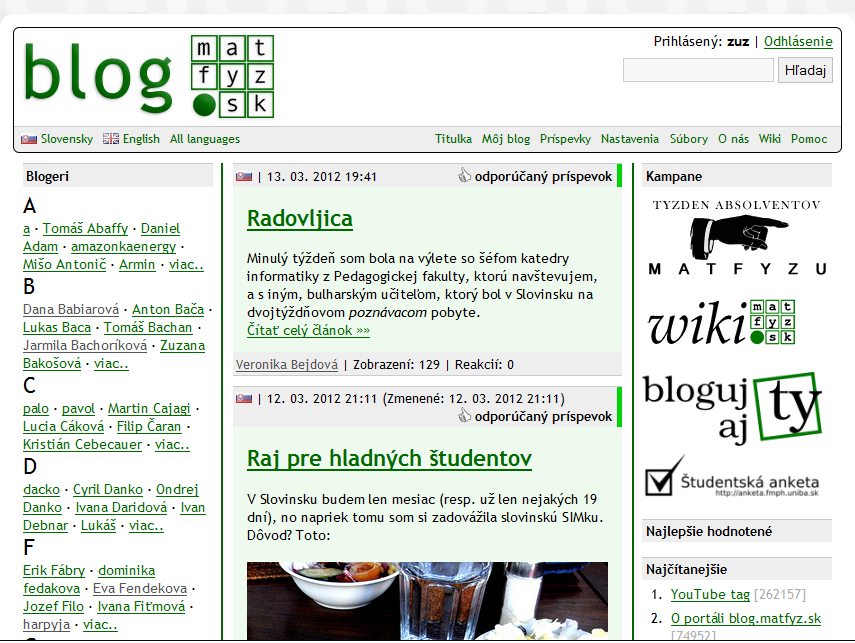 blog mat fyz .sk
Prihlásený: zuz | Odhlásenie
Hľadaj
Slovensky English All languages
Titulka Môj blog Príspevky Nastavenia Súbory O nás Wiki Pomoc
Blogeri
A
a · Tomáš Abaffy · Daniel
Adam · amazonkaenergy ·
Mišo Antonič · Armin · viac..
B
Dana Babiarová · Anton Bača ·
Lukas Baca · Tomáš Bachan ·
Jarmila Bachoríková · Zuzana
Bakošová · viac..
C
palo · pavol · Martin Cajagi ·
Lucia Cáková · Filip Čaran ·
Kristián Cebecauer · viac..
D
dacko · Cyril Danko · Ondrej
Danko · Ivana Daridová · Ivan
Debnar · Lukáš · viac..
F
Erik Fábry · dominika
fedakova · Eva Fendekova ·
Jozef Filo · Ivana Fiťmová ·
harpyja · viac..
| 13. 03. 2012 19:41 odporúčaný príspevok
Radovljica
Minulý týždeň som bola na výlete so šéfom katedry
informatiky z Pedagogickej fakulty, ktorú navštevujem,
a s iným, bulharským učiteľom, ktorý bol v Slovinsku na
dvojtýždňovom poznávacom pobyte.
Čítať celý článok »»
Veronika Bejdová | Zobrazení: 129 | Reakcií: 0
| 12. 03. 2012 21:11 (Zmenené: 12. 03. 2012 21:11)
odporúčaný príspevok
Raj pre hladných študentov
V Slovinsku budem len mesiac (resp. už len nejakých 19
dní), no napriek tomu som si zadovážila slovinskú SIMku.
Dôvod? Toto:
Kampane
TYZDEN ABSOLVENTOV
MATFYZU
wiki mat fyz .sk
bloguj
aj ty
Študentská anketa
http://anketa.fmph.uniba.sk
Najlepšie hodnotené
Najčítanejšie
1. YouTube tag [262157]
2. O portáli blog.matfyz.sk
[74952]